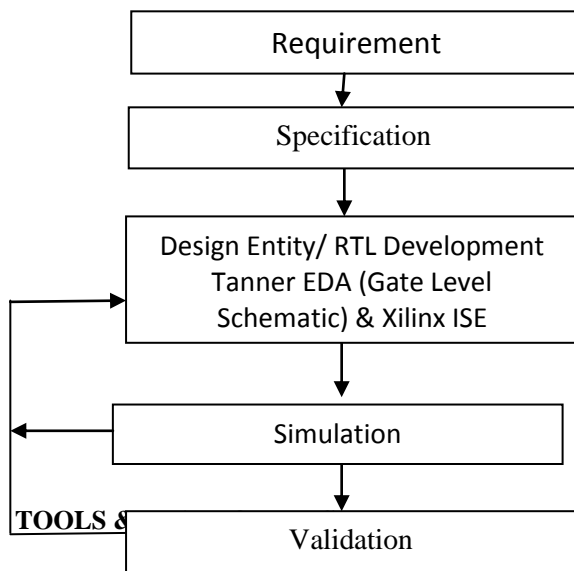 Requirement
Specification
Design Entity/ RTL Development
Tanner EDA (Gate Level
Schematic) & Xilinx ISE
Simulation
TOOLS &
Validation